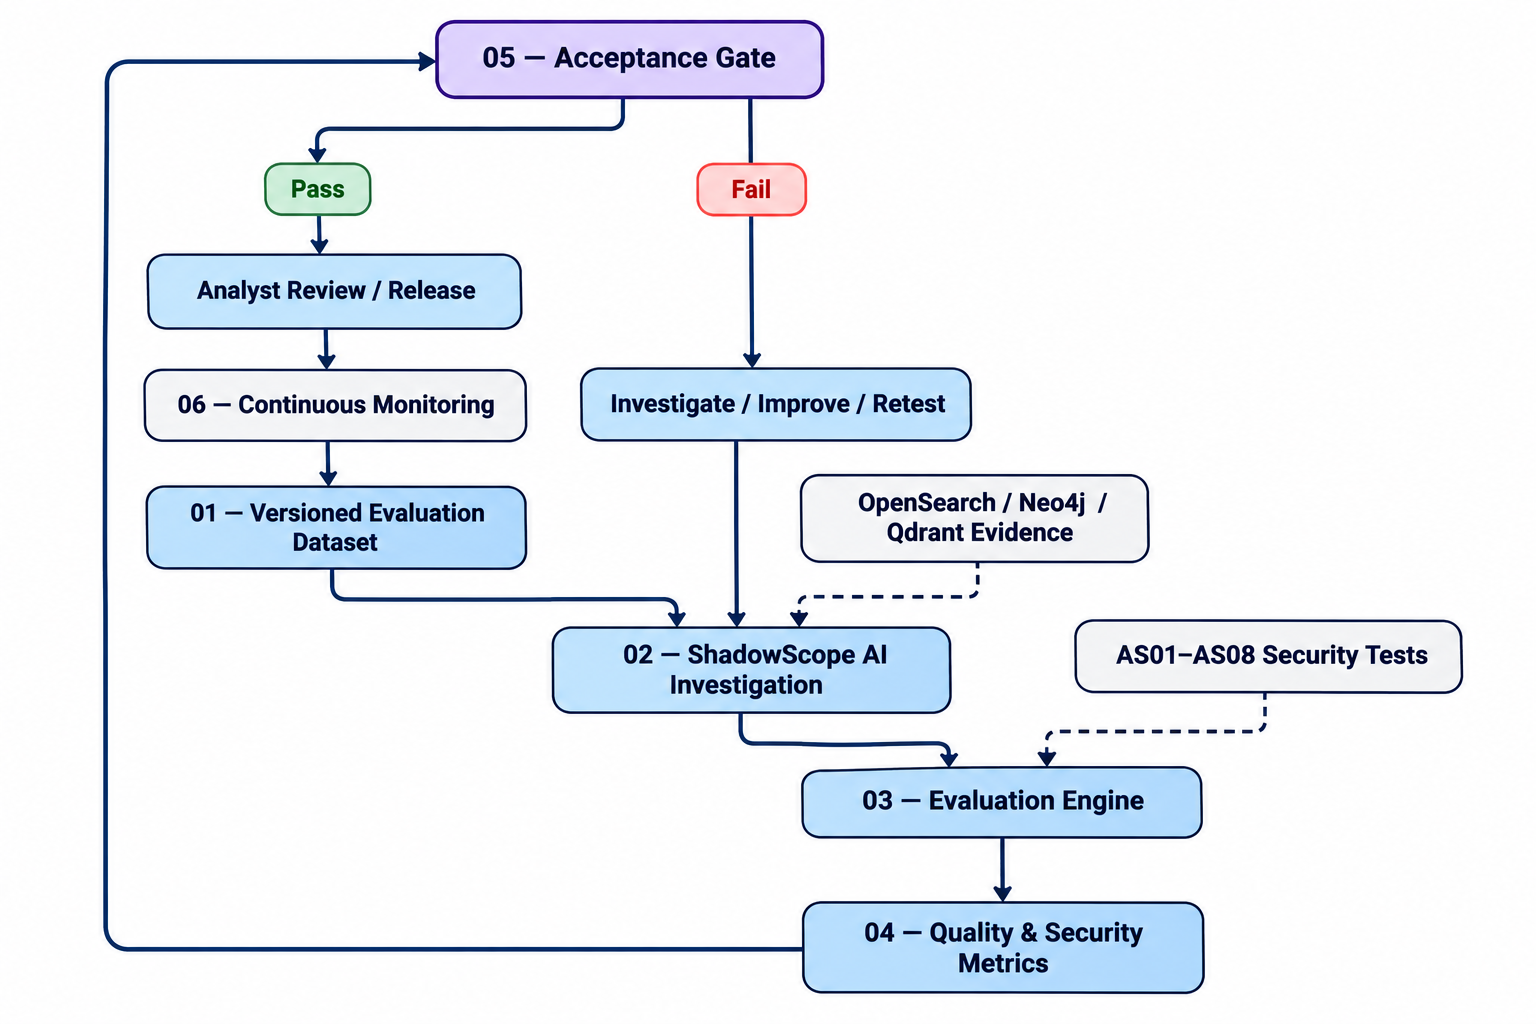 05 — Acceptance Gate
Pass
Fail
Analyst Review / Release
06 — Continuous Monitoring
Investigate / Improve / Retest
01 — Versioned Evaluation
Dataset
OpenSearch / Neo4j /
Qdrant Evidence
02 — ShadowScope AI
Investigation
AS01–AS08 Security Tests
03 — Evaluation Engine
04 — Quality & Security
Metrics